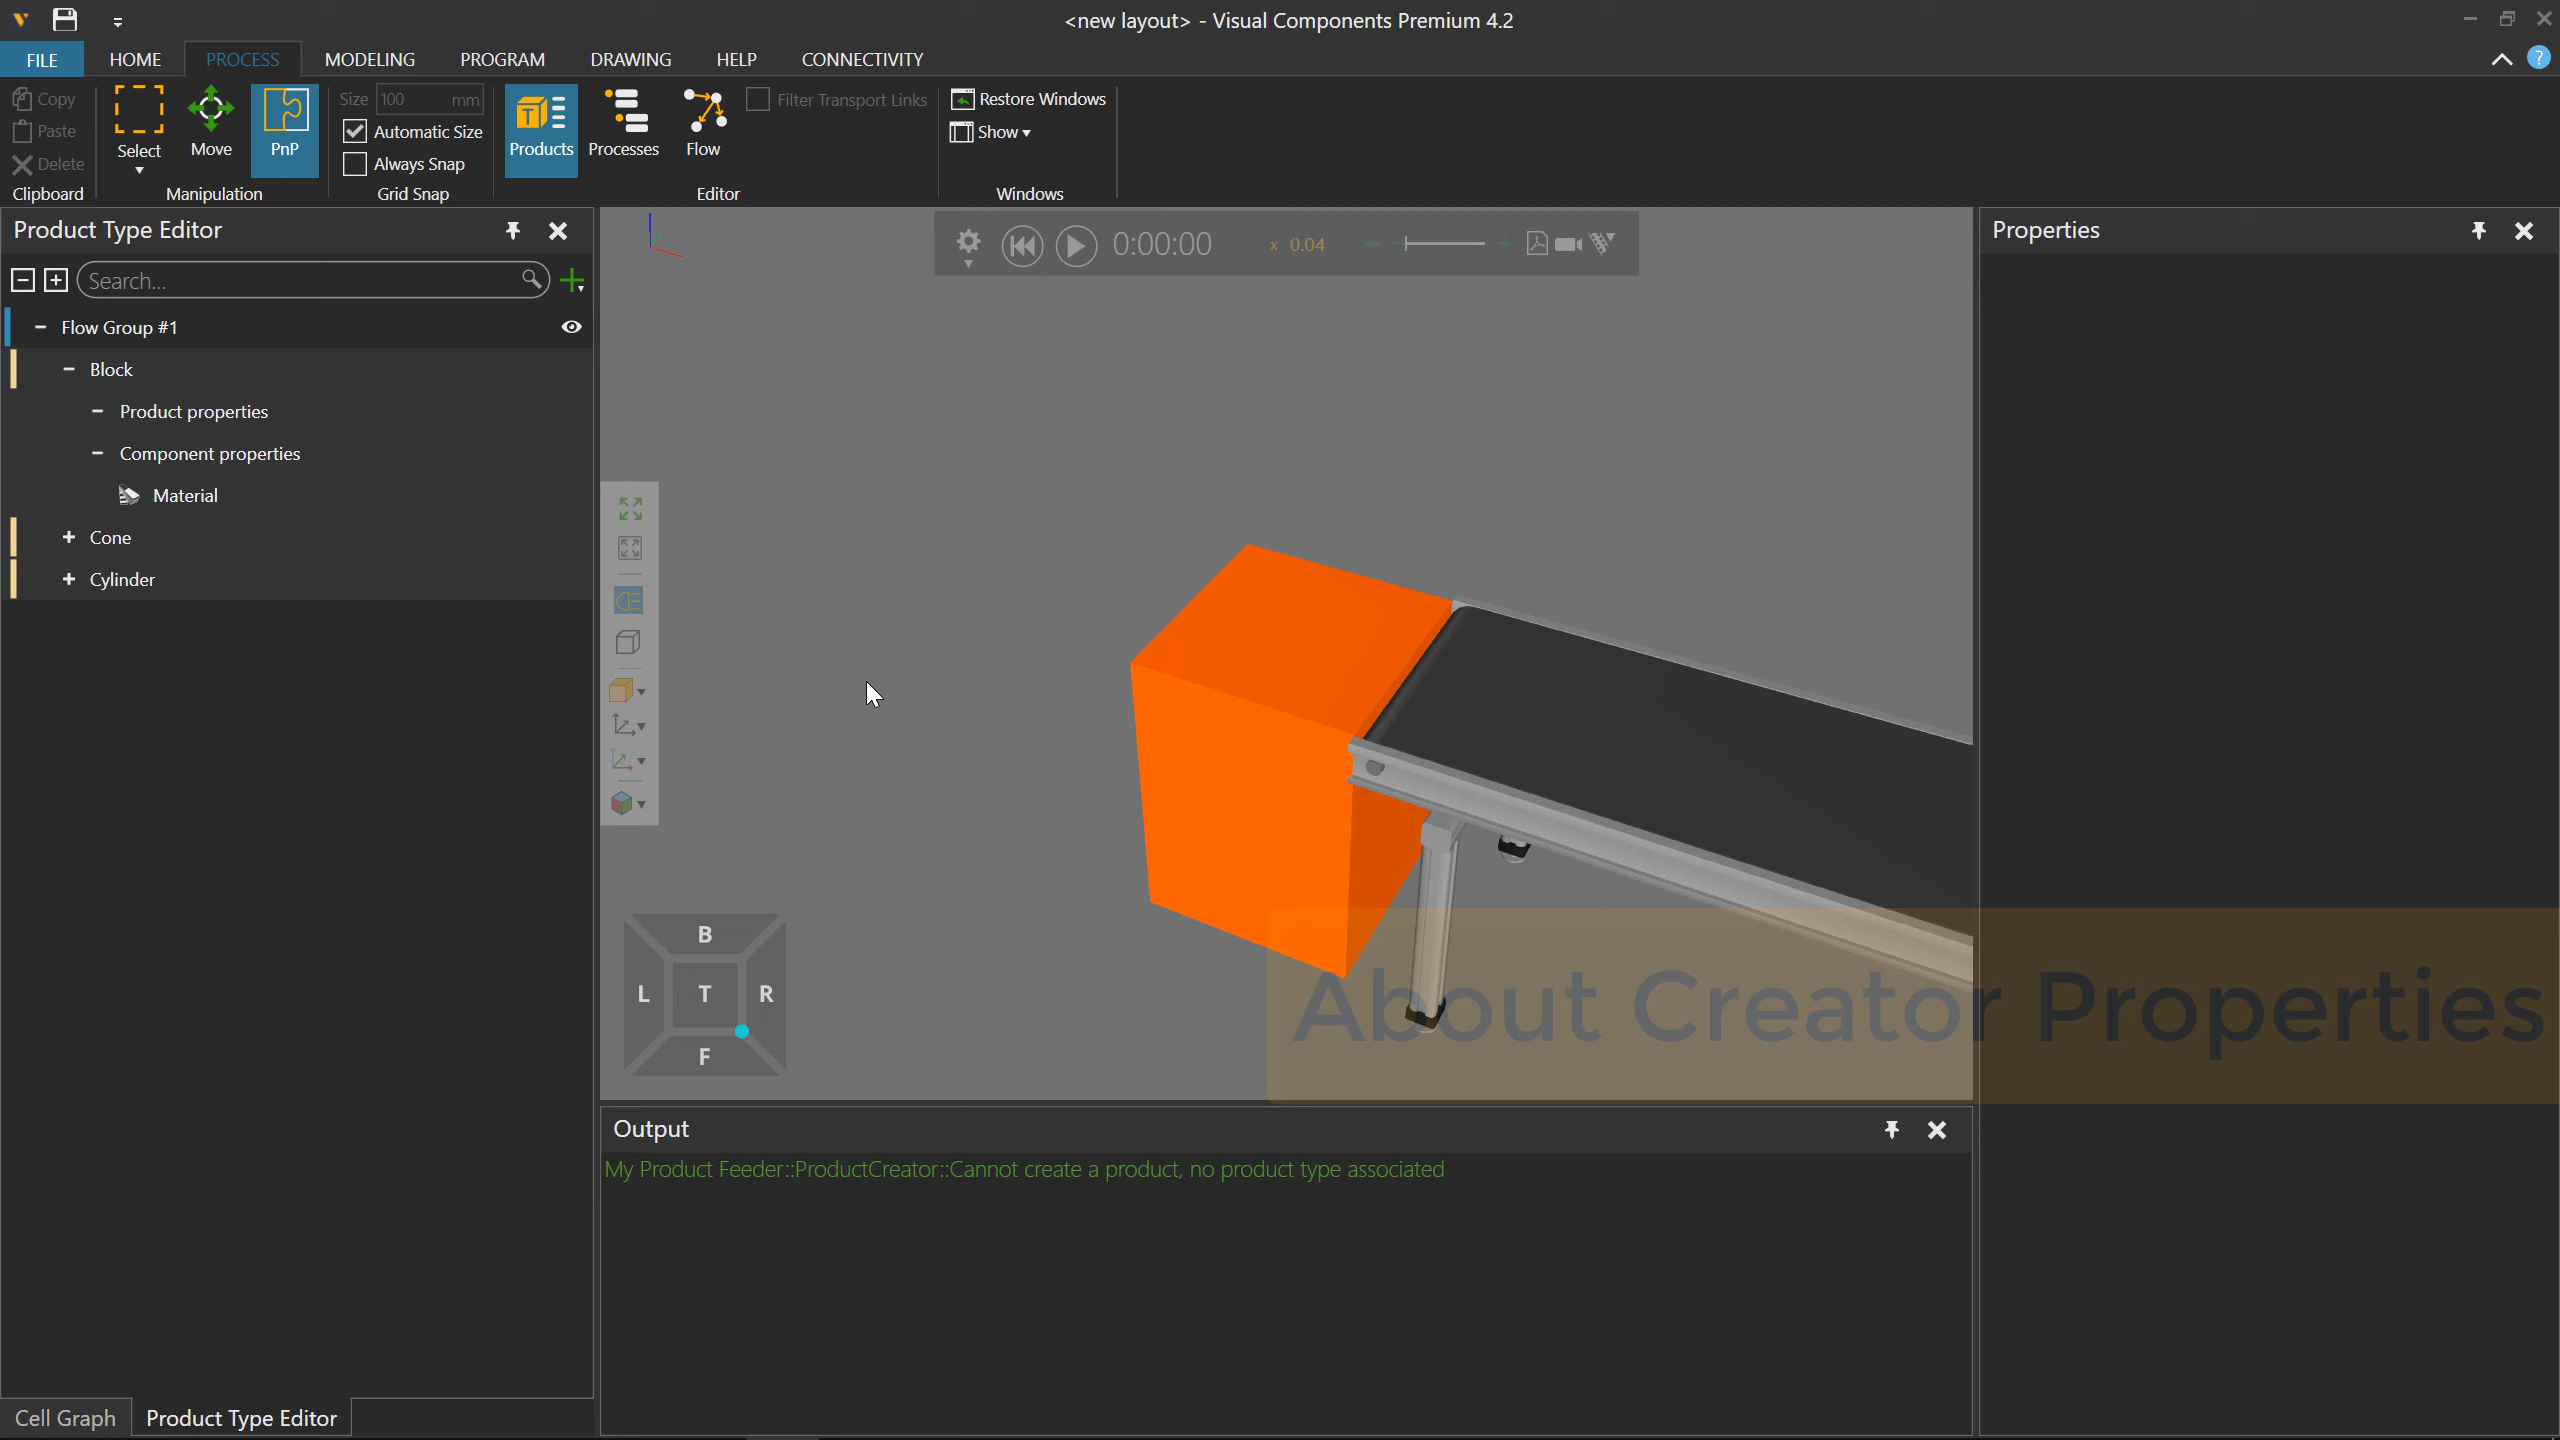 <new layout> - Visual Components Premium 4.2
FILE HOME PROCESS MODELING PROGRAM DRAWING HELP CONNECTIVITY
Copy
Paste
Delete
Clipboard
Select
Move
PnP
Manipulation
Size 100 mm
Automatic Size
Always Snap
Grid Snap
Products
Processes
Flow
Filter Transport Links
Editor
Restore Windows
Show
Windows
Product Type Editor
Search...
Flow Group #1
Block
Product properties
Component properties
Material
Cone
Cylinder
0:00:00 x 0.04
Properties
B
L T R
F
About Creator Properties
Output
My Product Feeder::ProductCreator::Cannot create a product, no product type associated
Cell Graph Product Type Editor